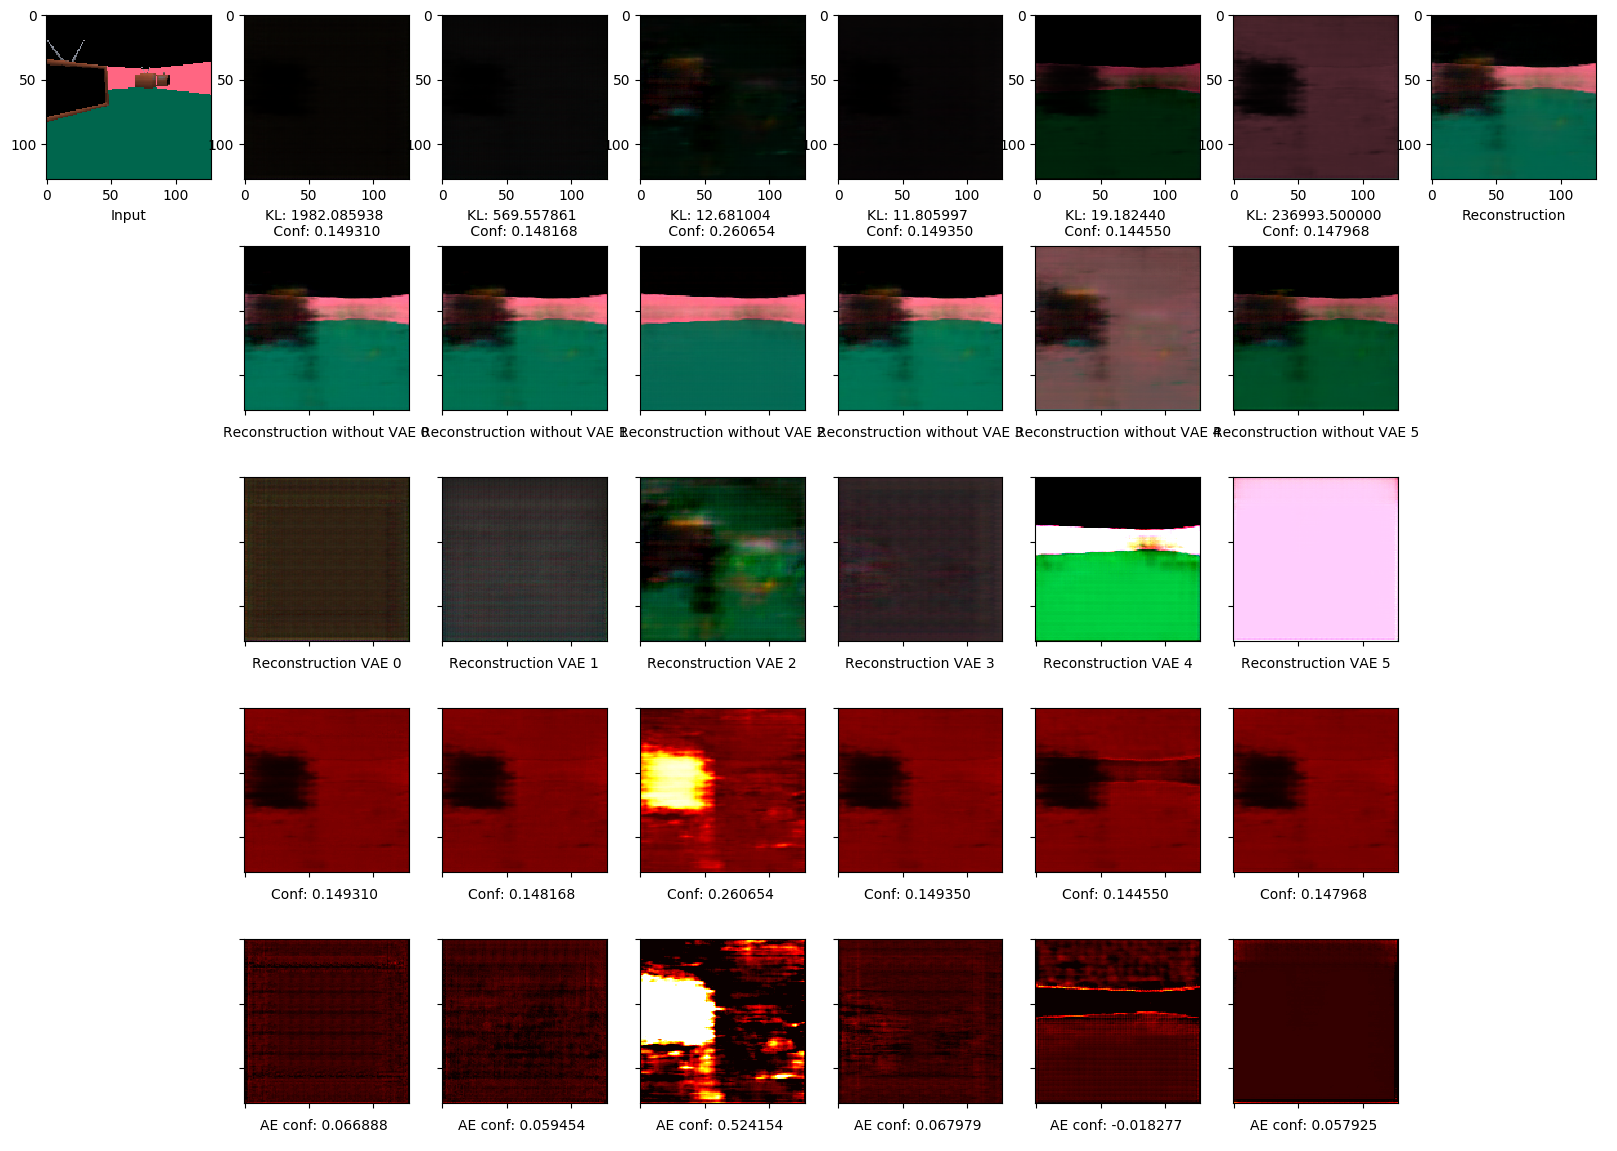 0
50
100
0 50 100
Input
0
50
100
0 50 100
KL: 1982.085938
Conf: 0.149310
0
50
100
0 50 100
KL: 569.557861
Conf: 0.148168
0
50
100
0 50 100
KL: 12.681004
Conf: 0.260654
0
50
100
0 50 100
KL: 11.805997
Conf: 0.149350
0
50
100
0 50 100
KL: 19.182440
Conf: 0.144550
0
50
100
0 50 100
KL: 236993.500000
Conf: 0.147968
0
50
100
0 50 100
Reconstruction
Reconstruction without VAE 0
Reconstruction without VAE 1
Reconstruction without VAE 2
Reconstruction without VAE 3
Reconstruction without VAE 4
Reconstruction without VAE 5
Reconstruction VAE 0
Reconstruction VAE 1
Reconstruction VAE 2
Reconstruction VAE 3
Reconstruction VAE 4
Reconstruction VAE 5
Conf: 0.149310
Conf: 0.148168
Conf: 0.260654
Conf: 0.149350
Conf: 0.144550
Conf: 0.147968
AE conf: 0.066888
AE conf: 0.059454
AE conf: 0.524154
AE conf: 0.067979
AE conf: -0.018277
AE conf: 0.057925